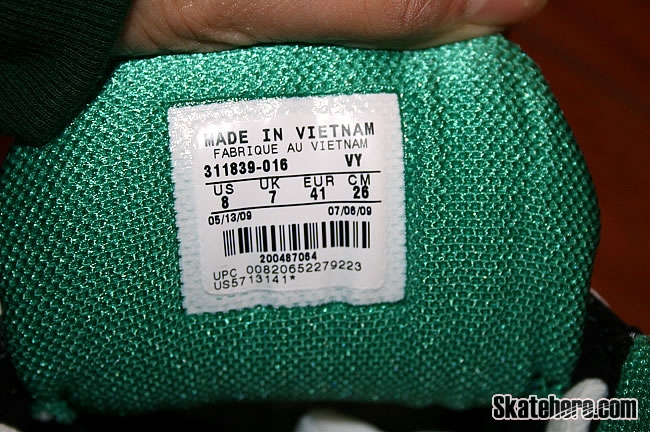 MADE IN VIETNAM
FABRIQUE AU VIETNAM
311839-016 VY
US UK EUR CM
8 7 41 26
05/13/09 07/06/09
200487064
UPC 00820652279223
US5713141*
Skatehere.com